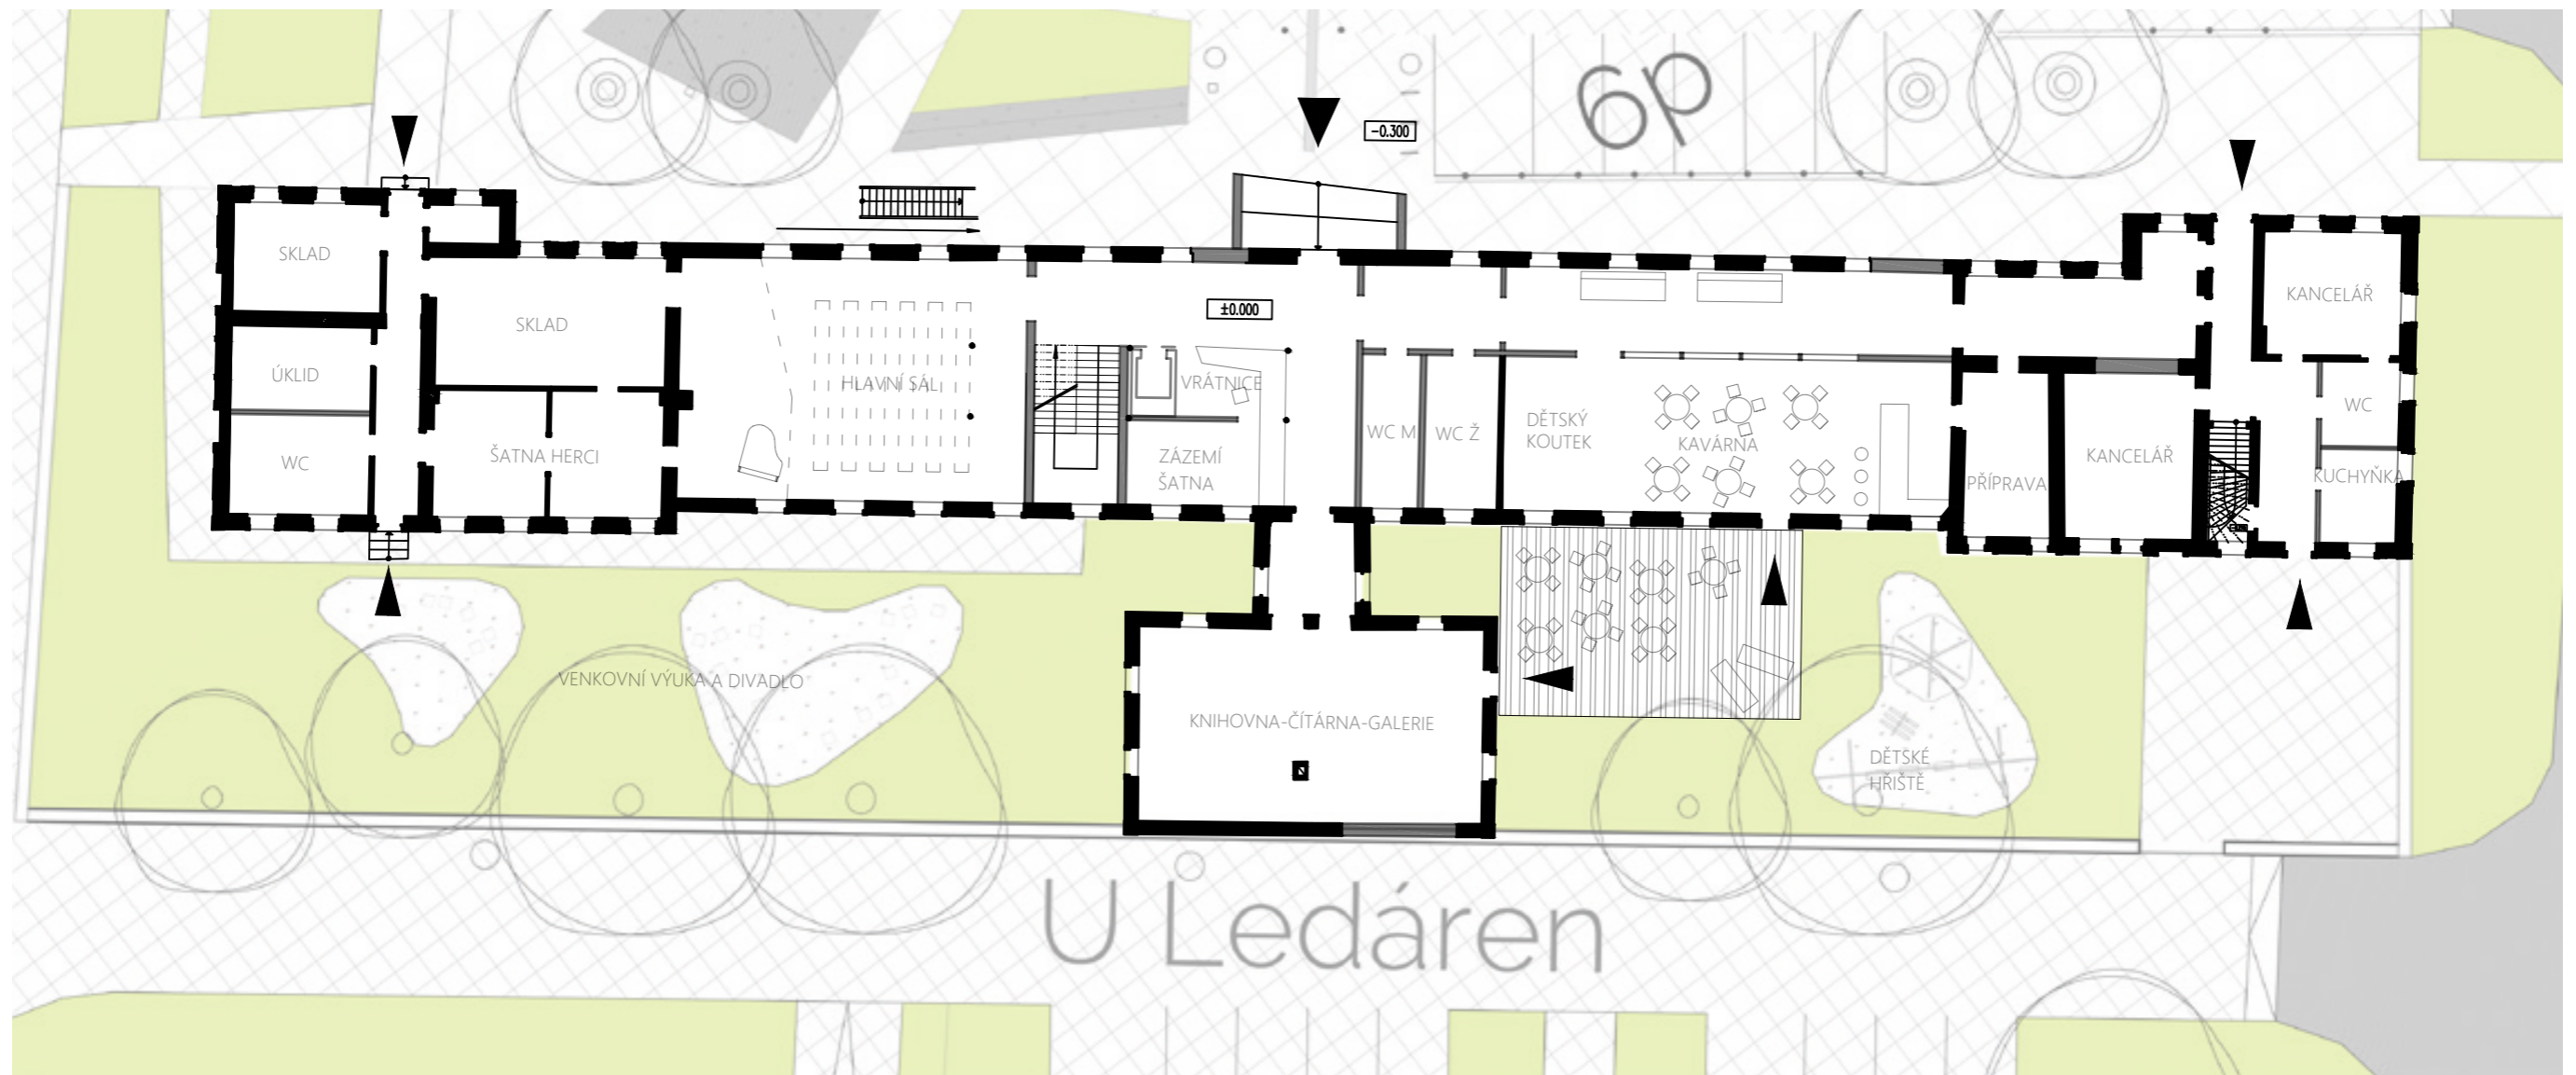 6p
-0.300
SKLAD
KANCELÁŘ
±0.000
SKLAD
ÚKLID
HLAVNÍ SÁL
VRÁTNICE
WC
DĚTSKÝ
KOUTEK
WC M
WC Ž
KAVÁRNA
WC
ŠATNA HERCI
ZÁZEMÍ
ŠATNA
KANCELÁŘ
PŘÍPRAVA
KUCHYŇKA
VENKOVNÍ VÝUKA A DIVADLO
KNIHOVNA-ČÍTÁRNA-GALERIE
DĚTSKÉ
HŘIŠTĚ
U Ledáren